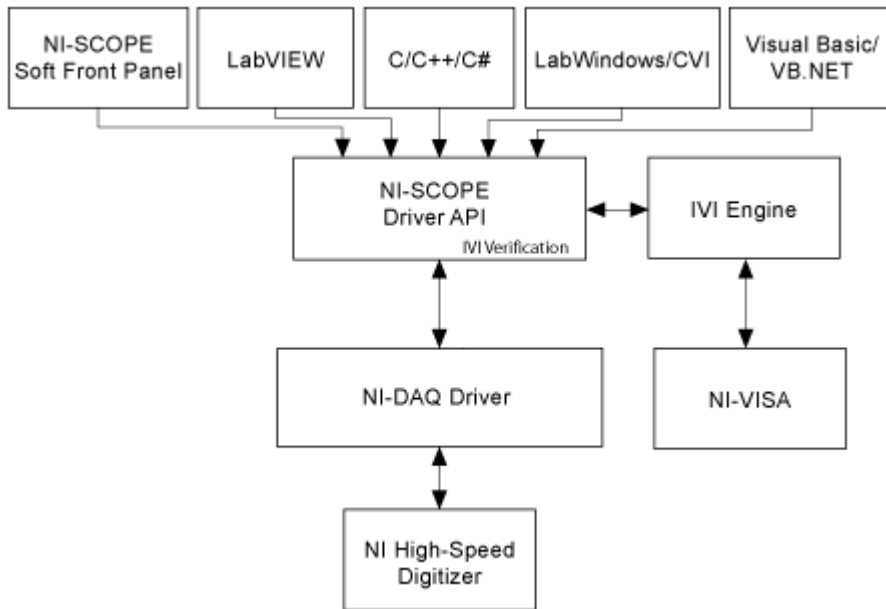 NI-SCOPE
Soft Front Panel
LabVIEW
C/C++/C#
LabWindows/CVI
Visual Basic/
VB.NET
NI-SCOPE
Driver API
IVI Verification
IVI Engine
NI-DAQ Driver
NI-VISA
NI High-Speed
Digitizer